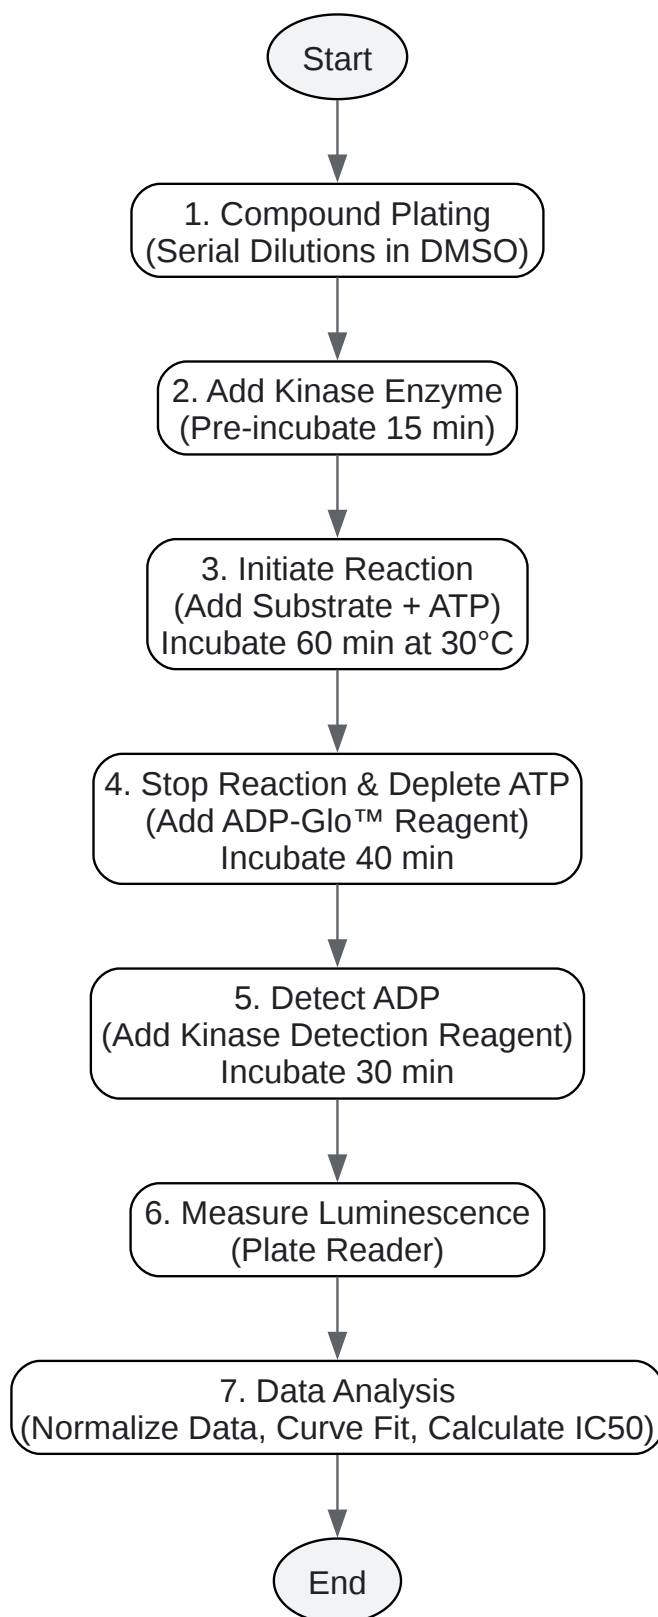 Start
1. Compound Plating
(Serial Dilutions in DMSO)
2. Add Kinase Enzyme
(Pre-incubate 15 min)
3. Initiate Reaction
(Add Substrate + ATP)
Incubate 60 min at 30°C
4. Stop Reaction & Deplete ATP
(Add ADP-Glo™ Reagent)
Incubate 40 min
5. Detect ADP
(Add Kinase Detection Reagent)
Incubate 30 min
6. Measure Luminescence
(Plate Reader)
7. Data Analysis
(Normalize Data, Curve Fit, Calculate IC50)
End